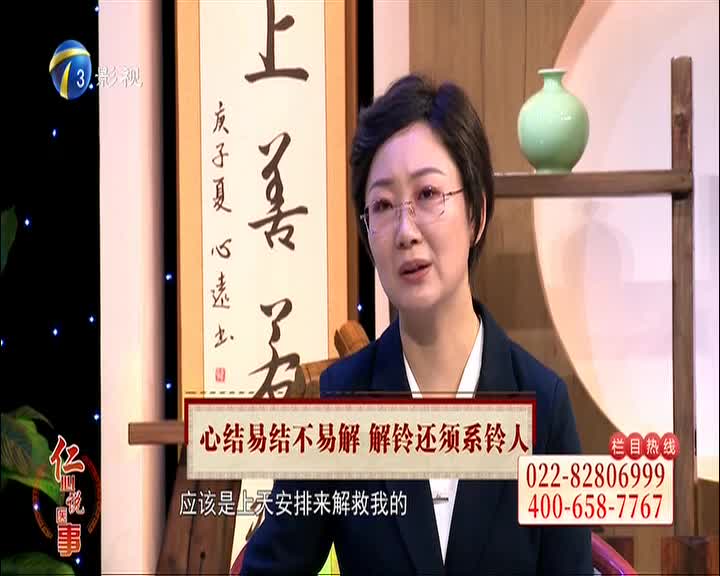 3影视
上善若
庚子夏 心远书
心结易结不易解 解铃还须系铃人
栏目热线
022-82806999
400-658-7767
应该是上天安排来解救我的
仁心说医事